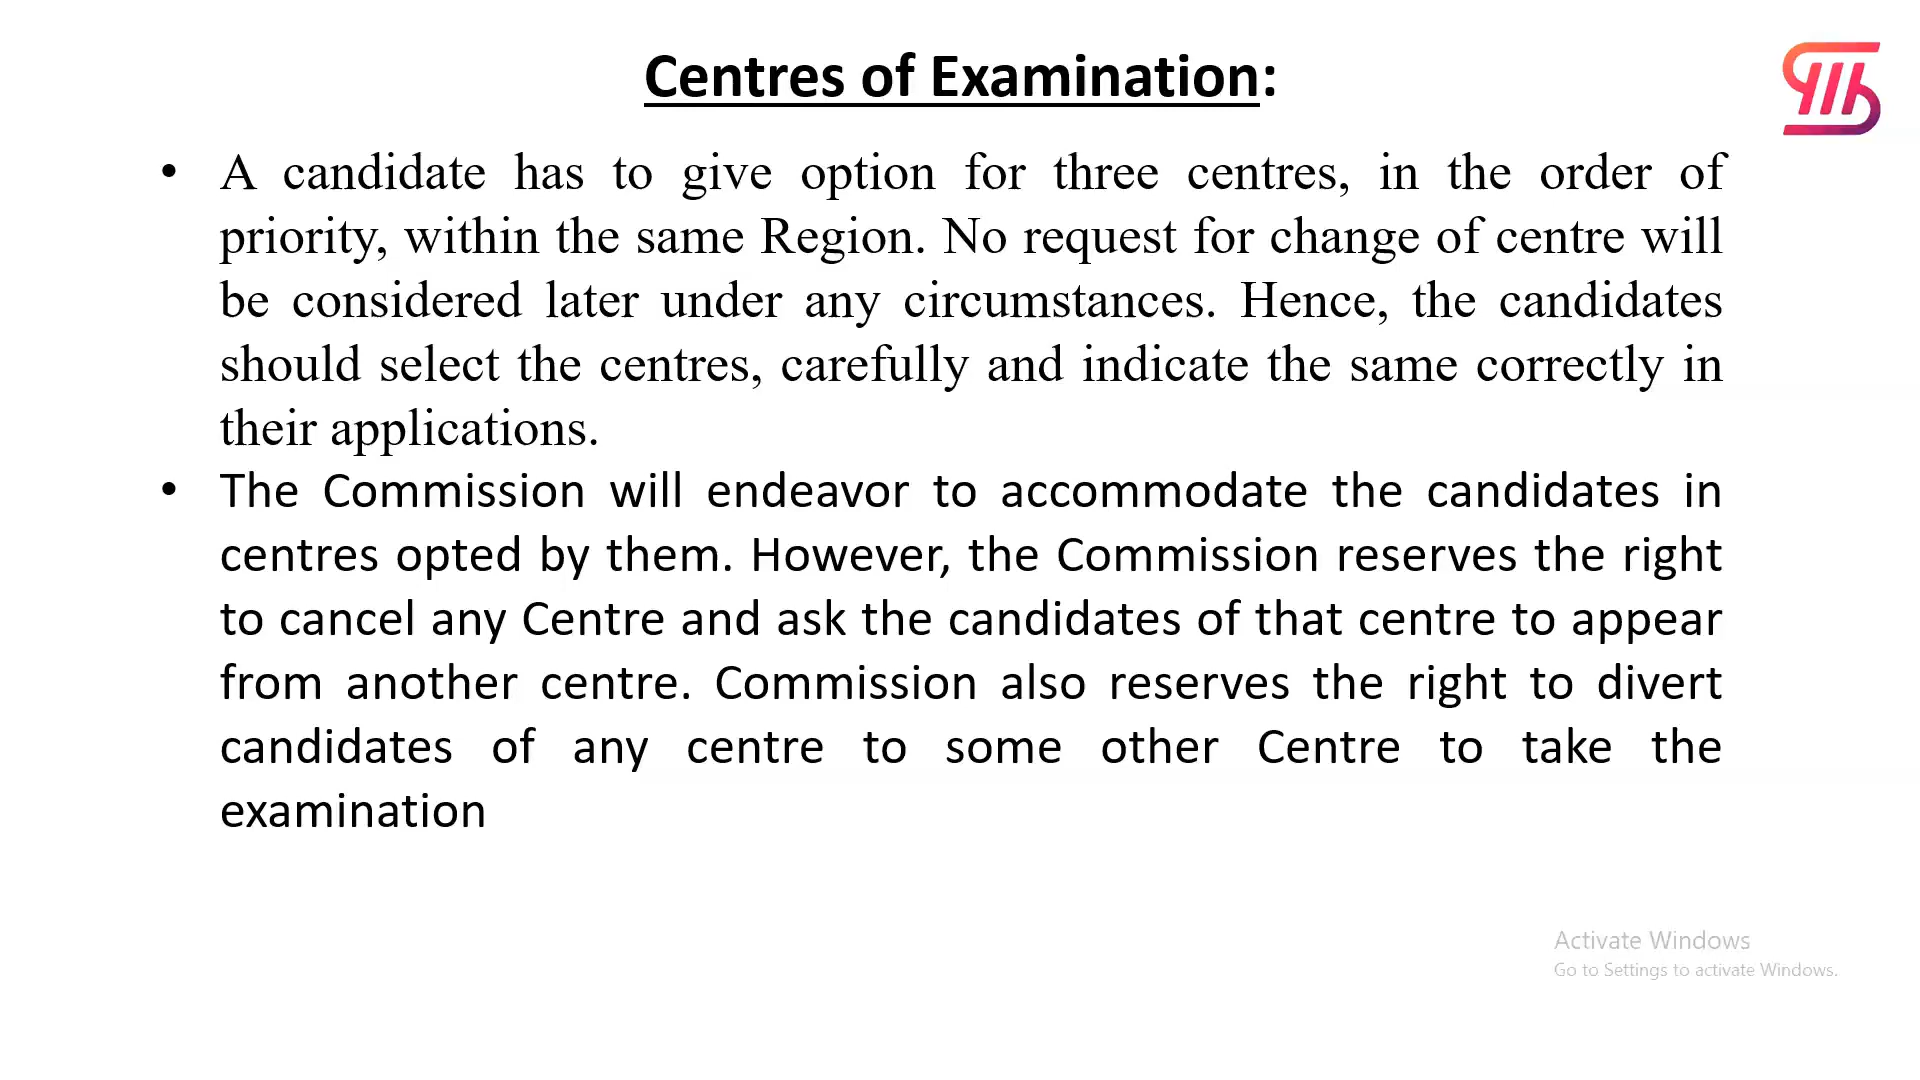 Centres of Examination:
• A candidate has to give option for three centres, in the order of
priority, within the same Region. No request for change of centre will
be considered later under any circumstances. Hence, the candidates
should select the centres, carefully and indicate the same correctly in
their applications.
• The Commission will endeavor to accommodate the candidates in
centres opted by them. However, the Commission reserves the right
to cancel any Centre and ask the candidates of that centre to appear
from another centre. Commission also reserves the right to divert
candidates of any centre to some other Centre to take the
examination
Activate Windows
Go to Settings to activate Windows.